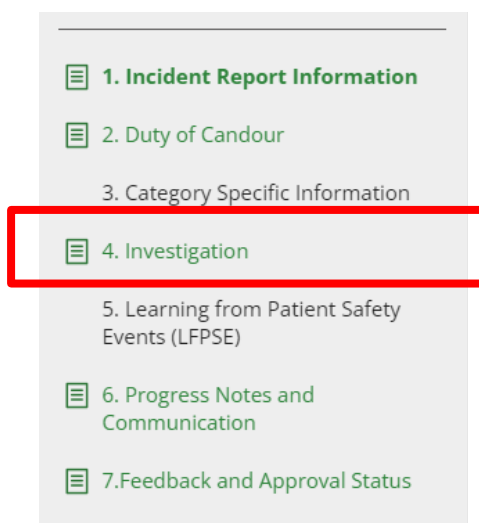 1. Incident Report Information
2. Duty of Candour
3. Category Specific Information
4. Investigation
5. Learning from Patient Safety
Events (LFPSE)
6. Progress Notes and
Communication
7.Feedback and Approval Status